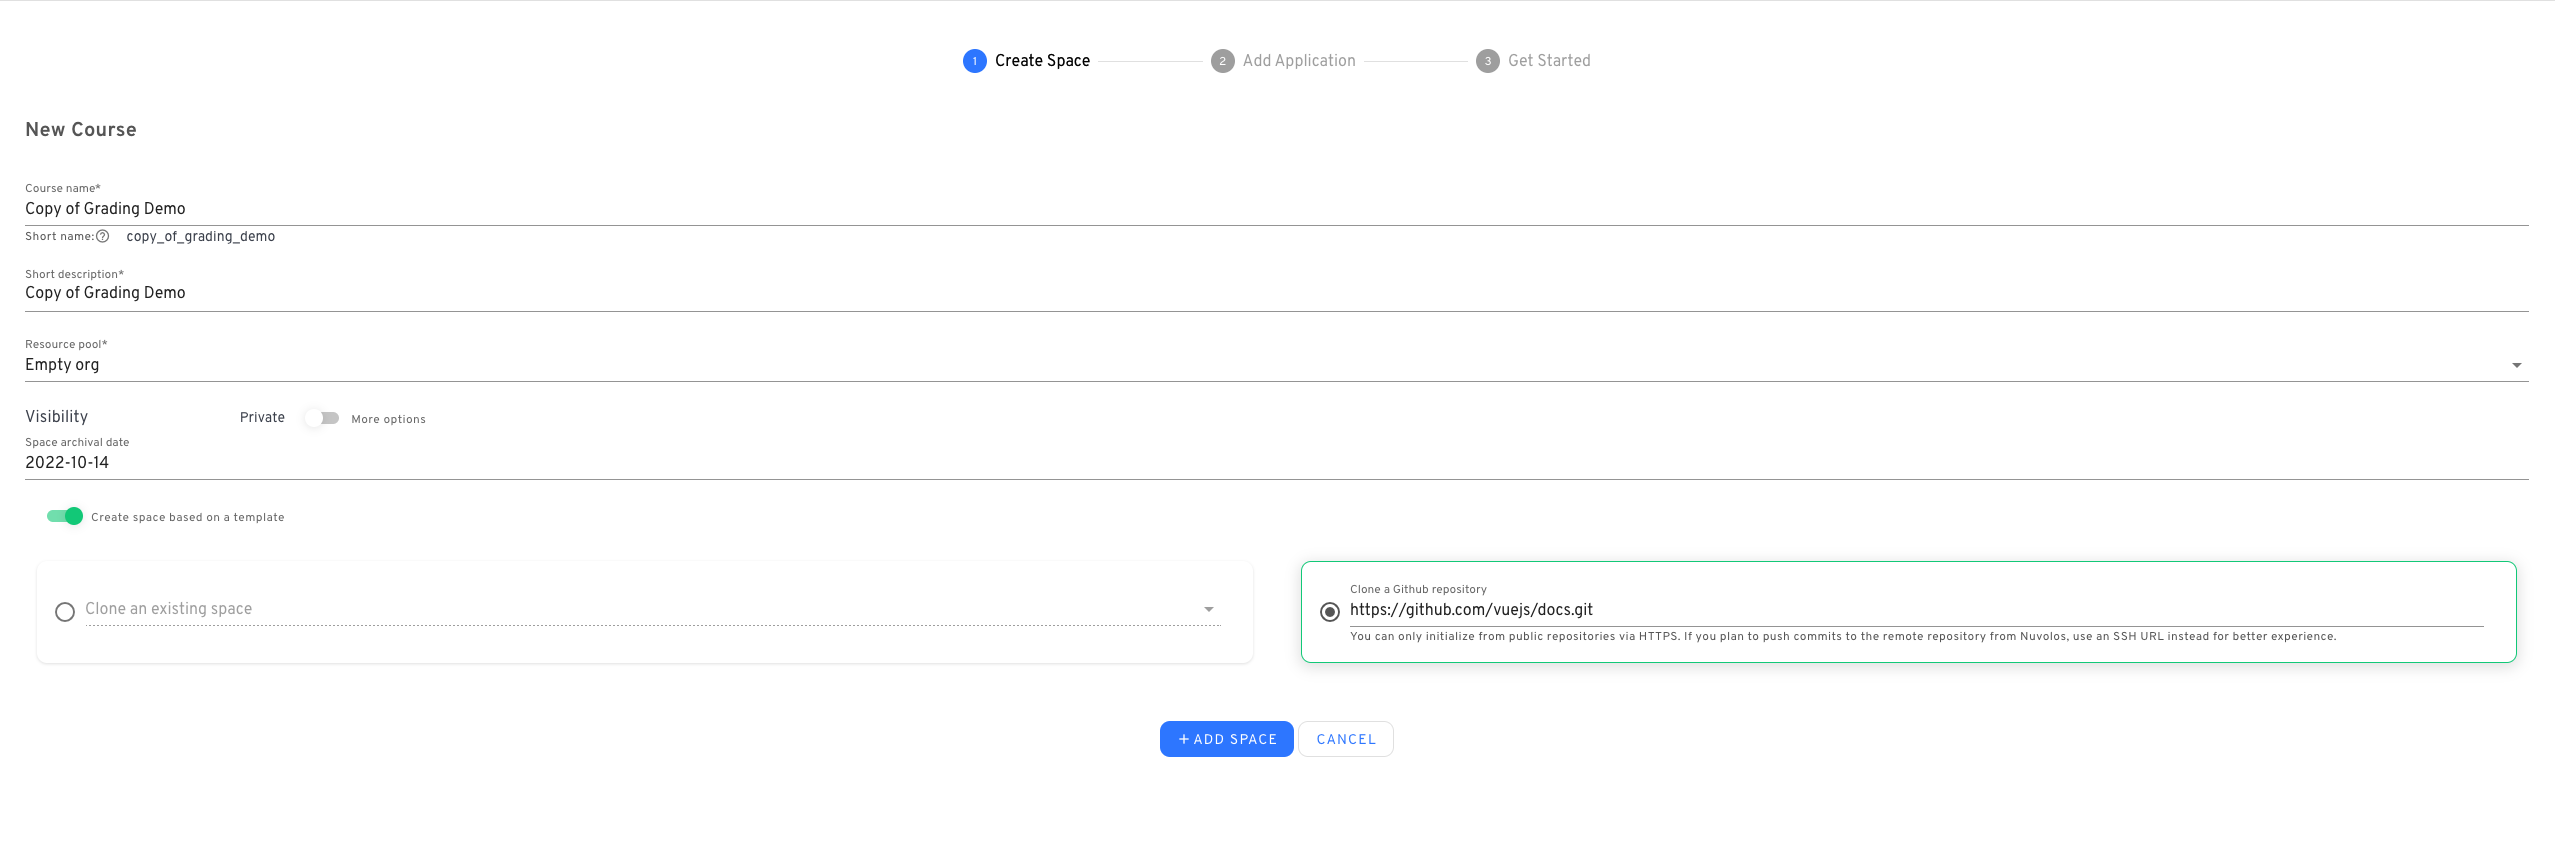 1 Create Space 2 Add Application 3 Get Started
New Course
Course name*
Copy of Grading Demo
Short name: ? copy_of_grading_demo
Short description*
Copy of Grading Demo
Resource pool*
Empty org
Visibility Private More options
Space archival date
2022-10-14
Create space based on a template
Clone an existing space
Clone a Github repository
https://github.com/vuejs/docs.git
You can only initialize from public repositories via HTTPS. If you plan to push commits to the remote repository from Nuvolos, use an SSH URL instead for better experience.
+ ADD SPACE CANCEL